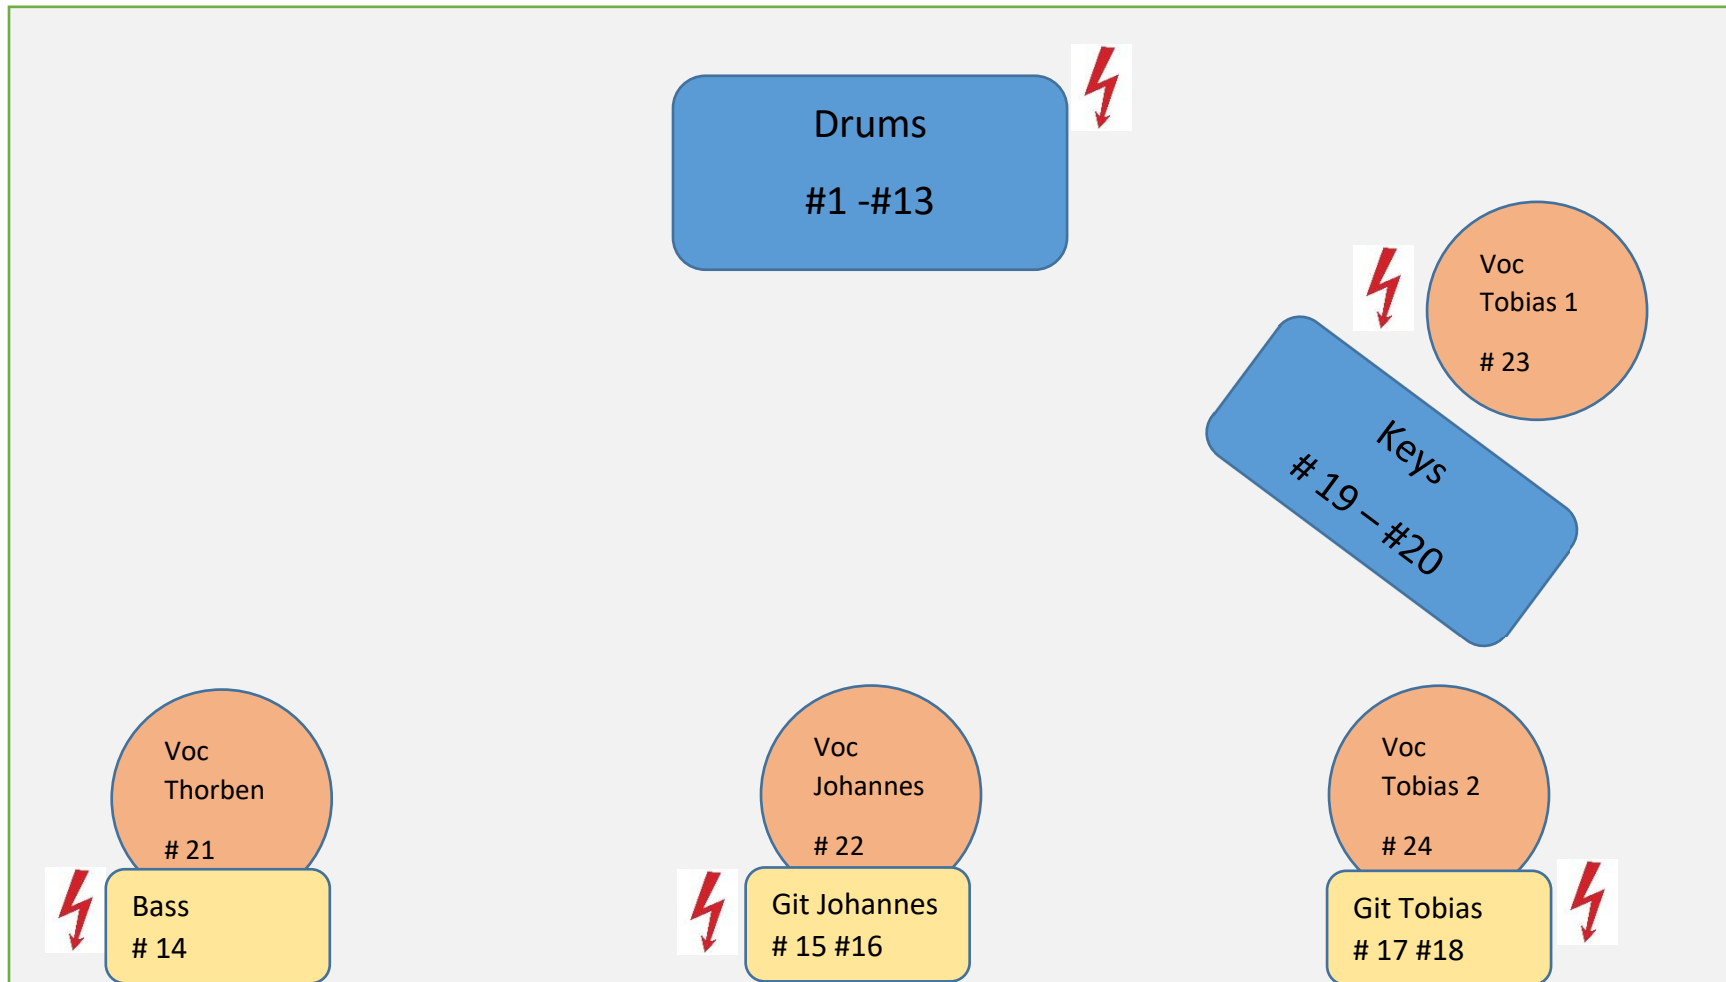 Drums
#1 -#13
Voc
Tobias 1
# 23
Keys
# 19 – #20
Voc
Thorben
# 21
Bass
# 14
Voc
Johannes
# 22
Git Johannes
# 15 #16
Voc
Tobias 2
# 24
Git Tobias
# 17 #18